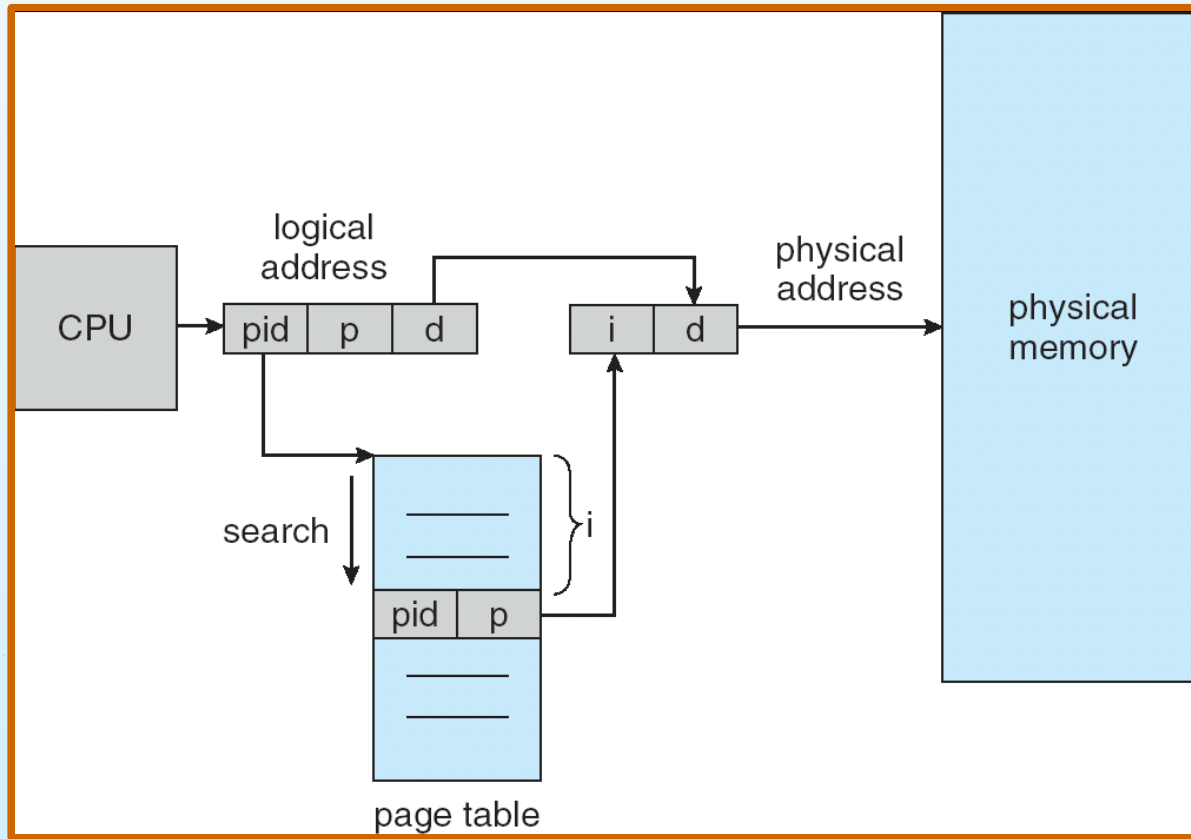 logical
address
physical
address
CPU
pid
p
d
i
d
physical
memory
search
i
pid
p
page table